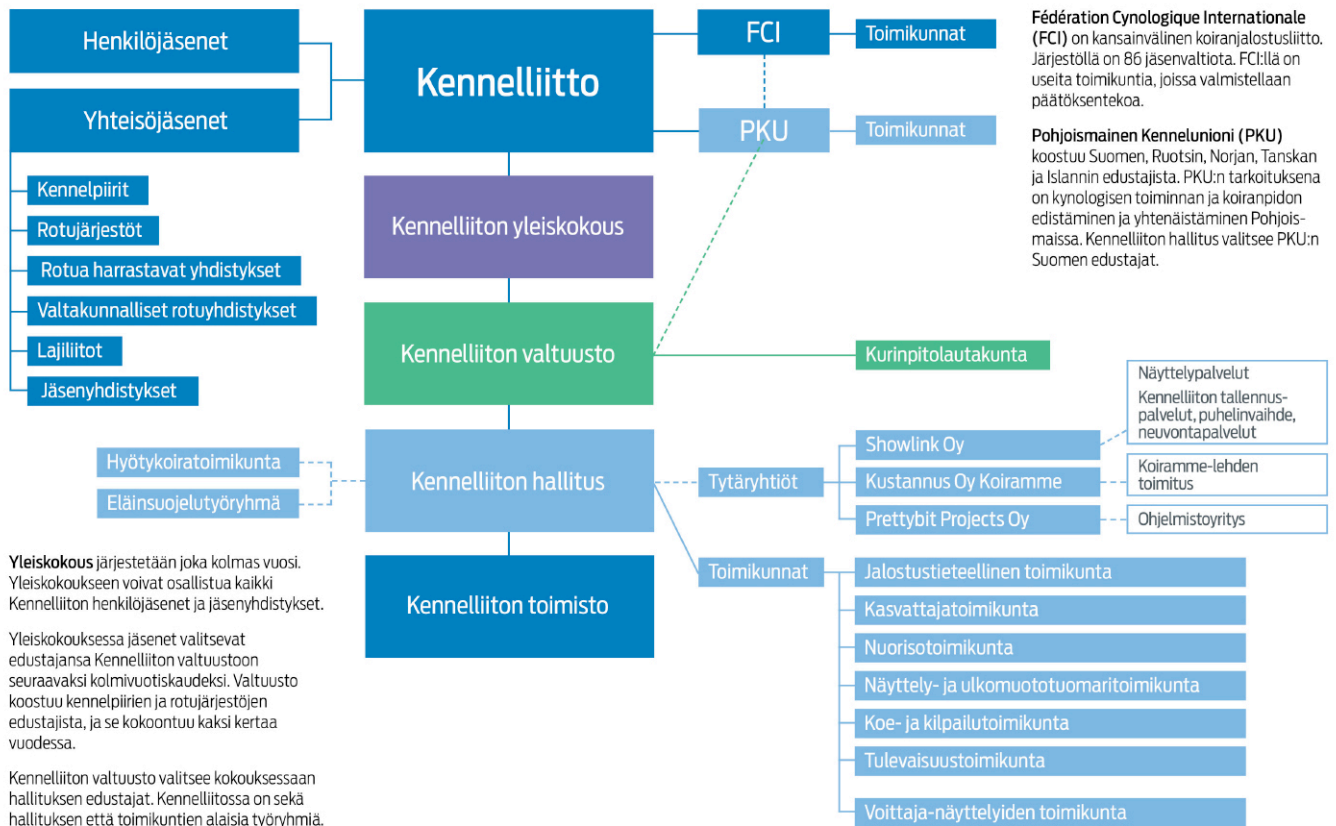 Henkilöjäsenet
Yhteisöjäsenet
Kennelpiirit
Rotujärjestöt
Rotua harrastavat yhdistykset
Valtakunnalliset rotuyhdistykset
Lajiliitot
Jäsenyhdistykset
Kennelliitto
FCI
Toimikunnat
PKU
Toimikunnat
Fédération Cynologique Internationale
(FCI) on kansainvälinen koiranjalostusliitto.
Järjestöllä on 86 jäsenvaltiota. FCI:llä on
useita toimikuntia, joissa valmistellaan
päätöksentekoa.
Pohjoismainen Kennelunioni (PKU)
koostuu Suomen, Ruotsin, Norjan, Tanskan
ja Islannin edustajista. PKU:n tarkoituksena
on kynologisen toiminnan ja koiranpidon
edistäminen ja yhtenäistäminen Pohjois-
maissa. Kennelliiton hallitus valitsee PKU:n
Suomen edustajat.
Kennelliiton yleiskokous
Kennelliiton valtuusto
Kurinpitolautakunta
Hyötykoiratoimikunta
Eläinsuojelutyöryhmä
Kennelliiton hallitus
Tytäryhtiöt
Showlink Oy
Kustannus Oy Koiramme
Prettybit Projects Oy
Näyttelypalvelut
Kennelliiton tallennus-
palvelut, puhelinvaihde,
neuvontapalvelut
Koiramme-lehden
toimitus
Ohjelmistoyritys
Kennelliiton toimisto
Toimikunnat
Jalostustieteellinen toimikunta
Kasvattajatoimikunta
Nuorisotoimikunta
Näyttely- ja ulkomuototuomaritoimikunta
Koe- ja kilpailutoimikunta
Tulevaisuustoimikunta
Voittaja-näyttelyiden toimikunta
Yleiskokous järjestetään joka kolmas vuosi.
Yleiskokoukseen voivat osallistua kaikki
Kennelliiton henkilöjäsenet ja jäsenyhdistykset.
Yleiskokouksessa jäsenet valitsevat
edustajansa Kennelliiton valtuustoon
seuraavaksi kolmivuotiskaudeksi. Valtuusto
koostuu kennelpiirien ja rotujärjestöjen
edustajista, ja se kokoontuu kaksi kertaa
vuodessa.
Kennelliiton valtuusto valitsee kokouksessaan
hallituksen edustajat. Kennelliitossa on sekä
hallituksen että toimikuntien alaisia työryhmiä.